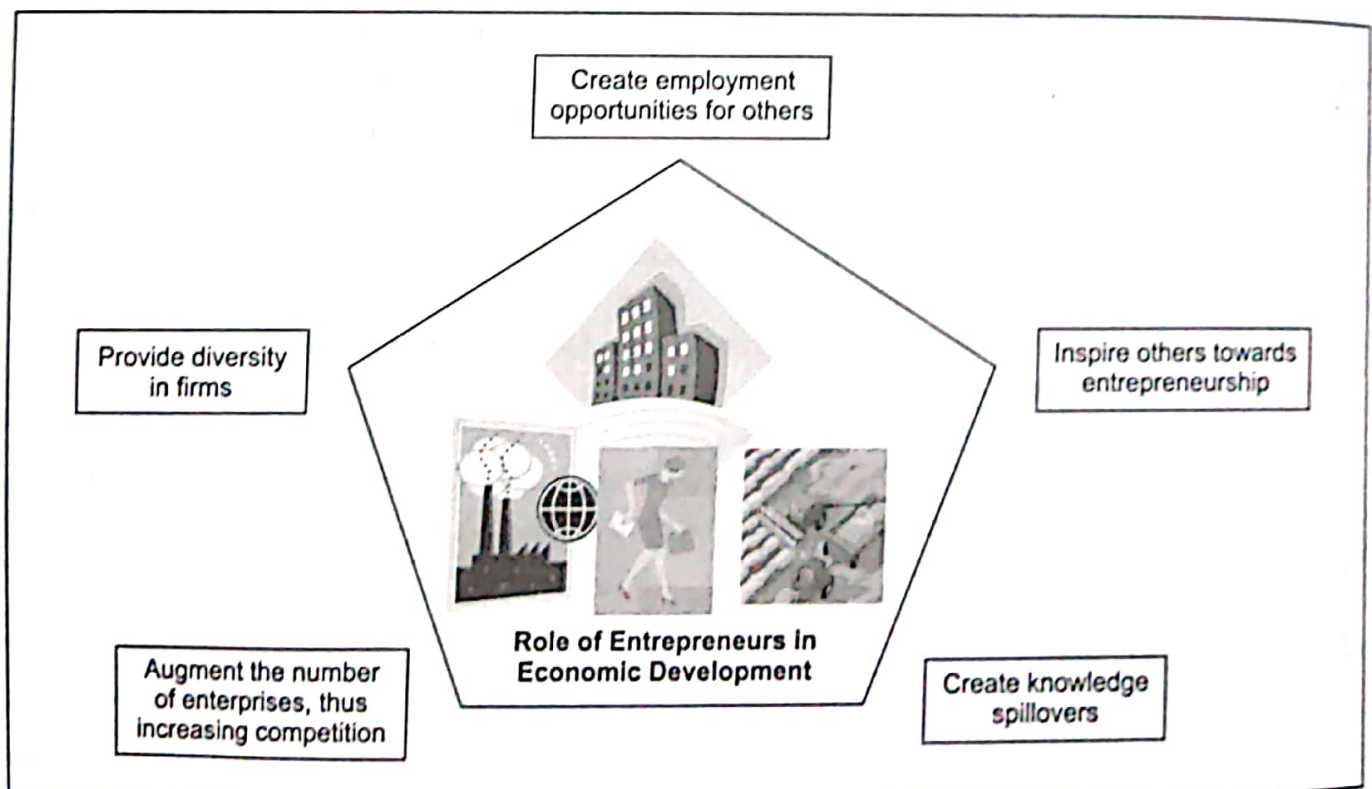 Create employment
opportunities for others
Provide diversity
in firms
Inspire others towards
entrepreneurship
Role of Entrepreneurs in
Economic Development
Augment the number
of enterprises, thus
increasing competition
Create knowledge
spillovers